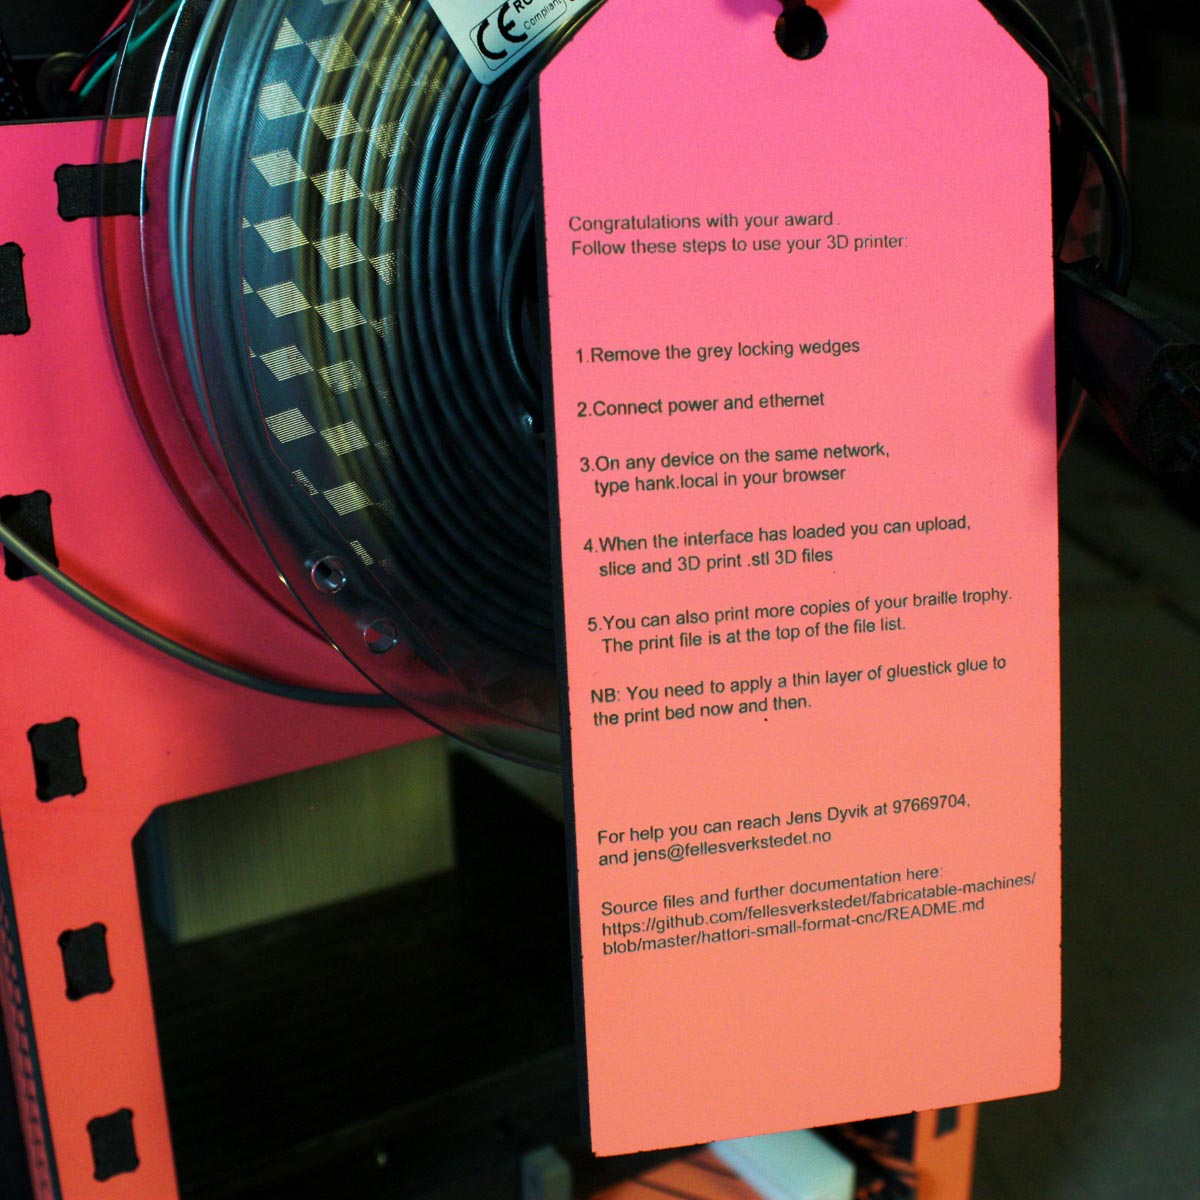 CE
Compliant
Congratulations with your award.
Follow these steps to use your 3D printer:
1.Remove the grey locking wedges
2.Connect power and ethernet
3.On any device on the same network,
type hank.local in your browser
4.When the interface has loaded you can upload,
slice and 3D print .stl 3D files
5.You can also print more copies of your braille trophy.
The print file is at the top of the file list.
NB: You need to apply a thin layer of gluestick glue to
the print bed now and then.
For help you can reach Jens Dyvik at 97669704,
and jens@fellesverkstedet.no
Source files and further documentation here:
https://github.com/fellesverkstedet/fabricatable-machines/
blob/master/hattori-small-format-cnc/README.md